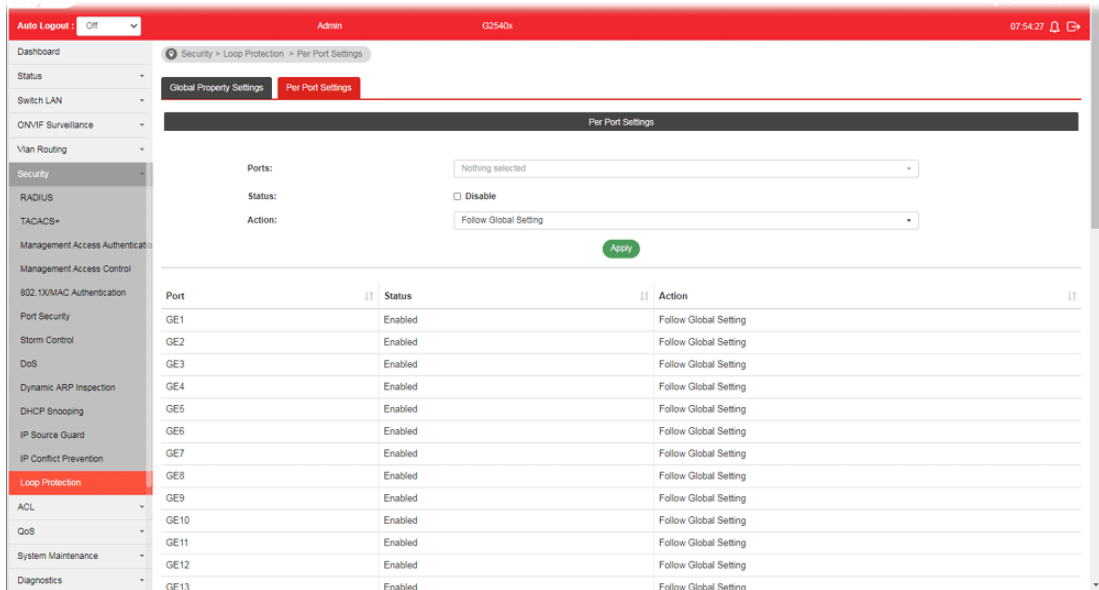 Auto Logout : Off Admin G2540x 07:54:27
Dashboard
Status
Switch LAN
ONVIF Surveillance
Vlan Routing
Security
RADIUS
TACACS+
Management Access Authenticatio
Management Access Control
802.1X/MAC Authentication
Port Security
Storm Control
DoS
Dynamic ARP Inspection
DHCP Snooping
IP Source Guard
IP Conflict Prevention
Loop Protection
ACL
QoS
System Maintenance
Diagnostics
Security > Loop Protection > Per Port Settings
Global Property Settings Per Port Settings
Per Port Settings
Ports: Nothing selected
Status: Disable
Action: Follow Global Setting
Apply
Port Status Action
GE1 Enabled Follow Global Setting
GE2 Enabled Follow Global Setting
GE3 Enabled Follow Global Setting
GE4 Enabled Follow Global Setting
GE5 Enabled Follow Global Setting
GE6 Enabled Follow Global Setting
GE7 Enabled Follow Global Setting
GE8 Enabled Follow Global Setting
GE9 Enabled Follow Global Setting
GE10 Enabled Follow Global Setting
GE11 Enabled Follow Global Setting
GE12 Enabled Follow Global Setting
GE13 Enabled Follow Global Setting